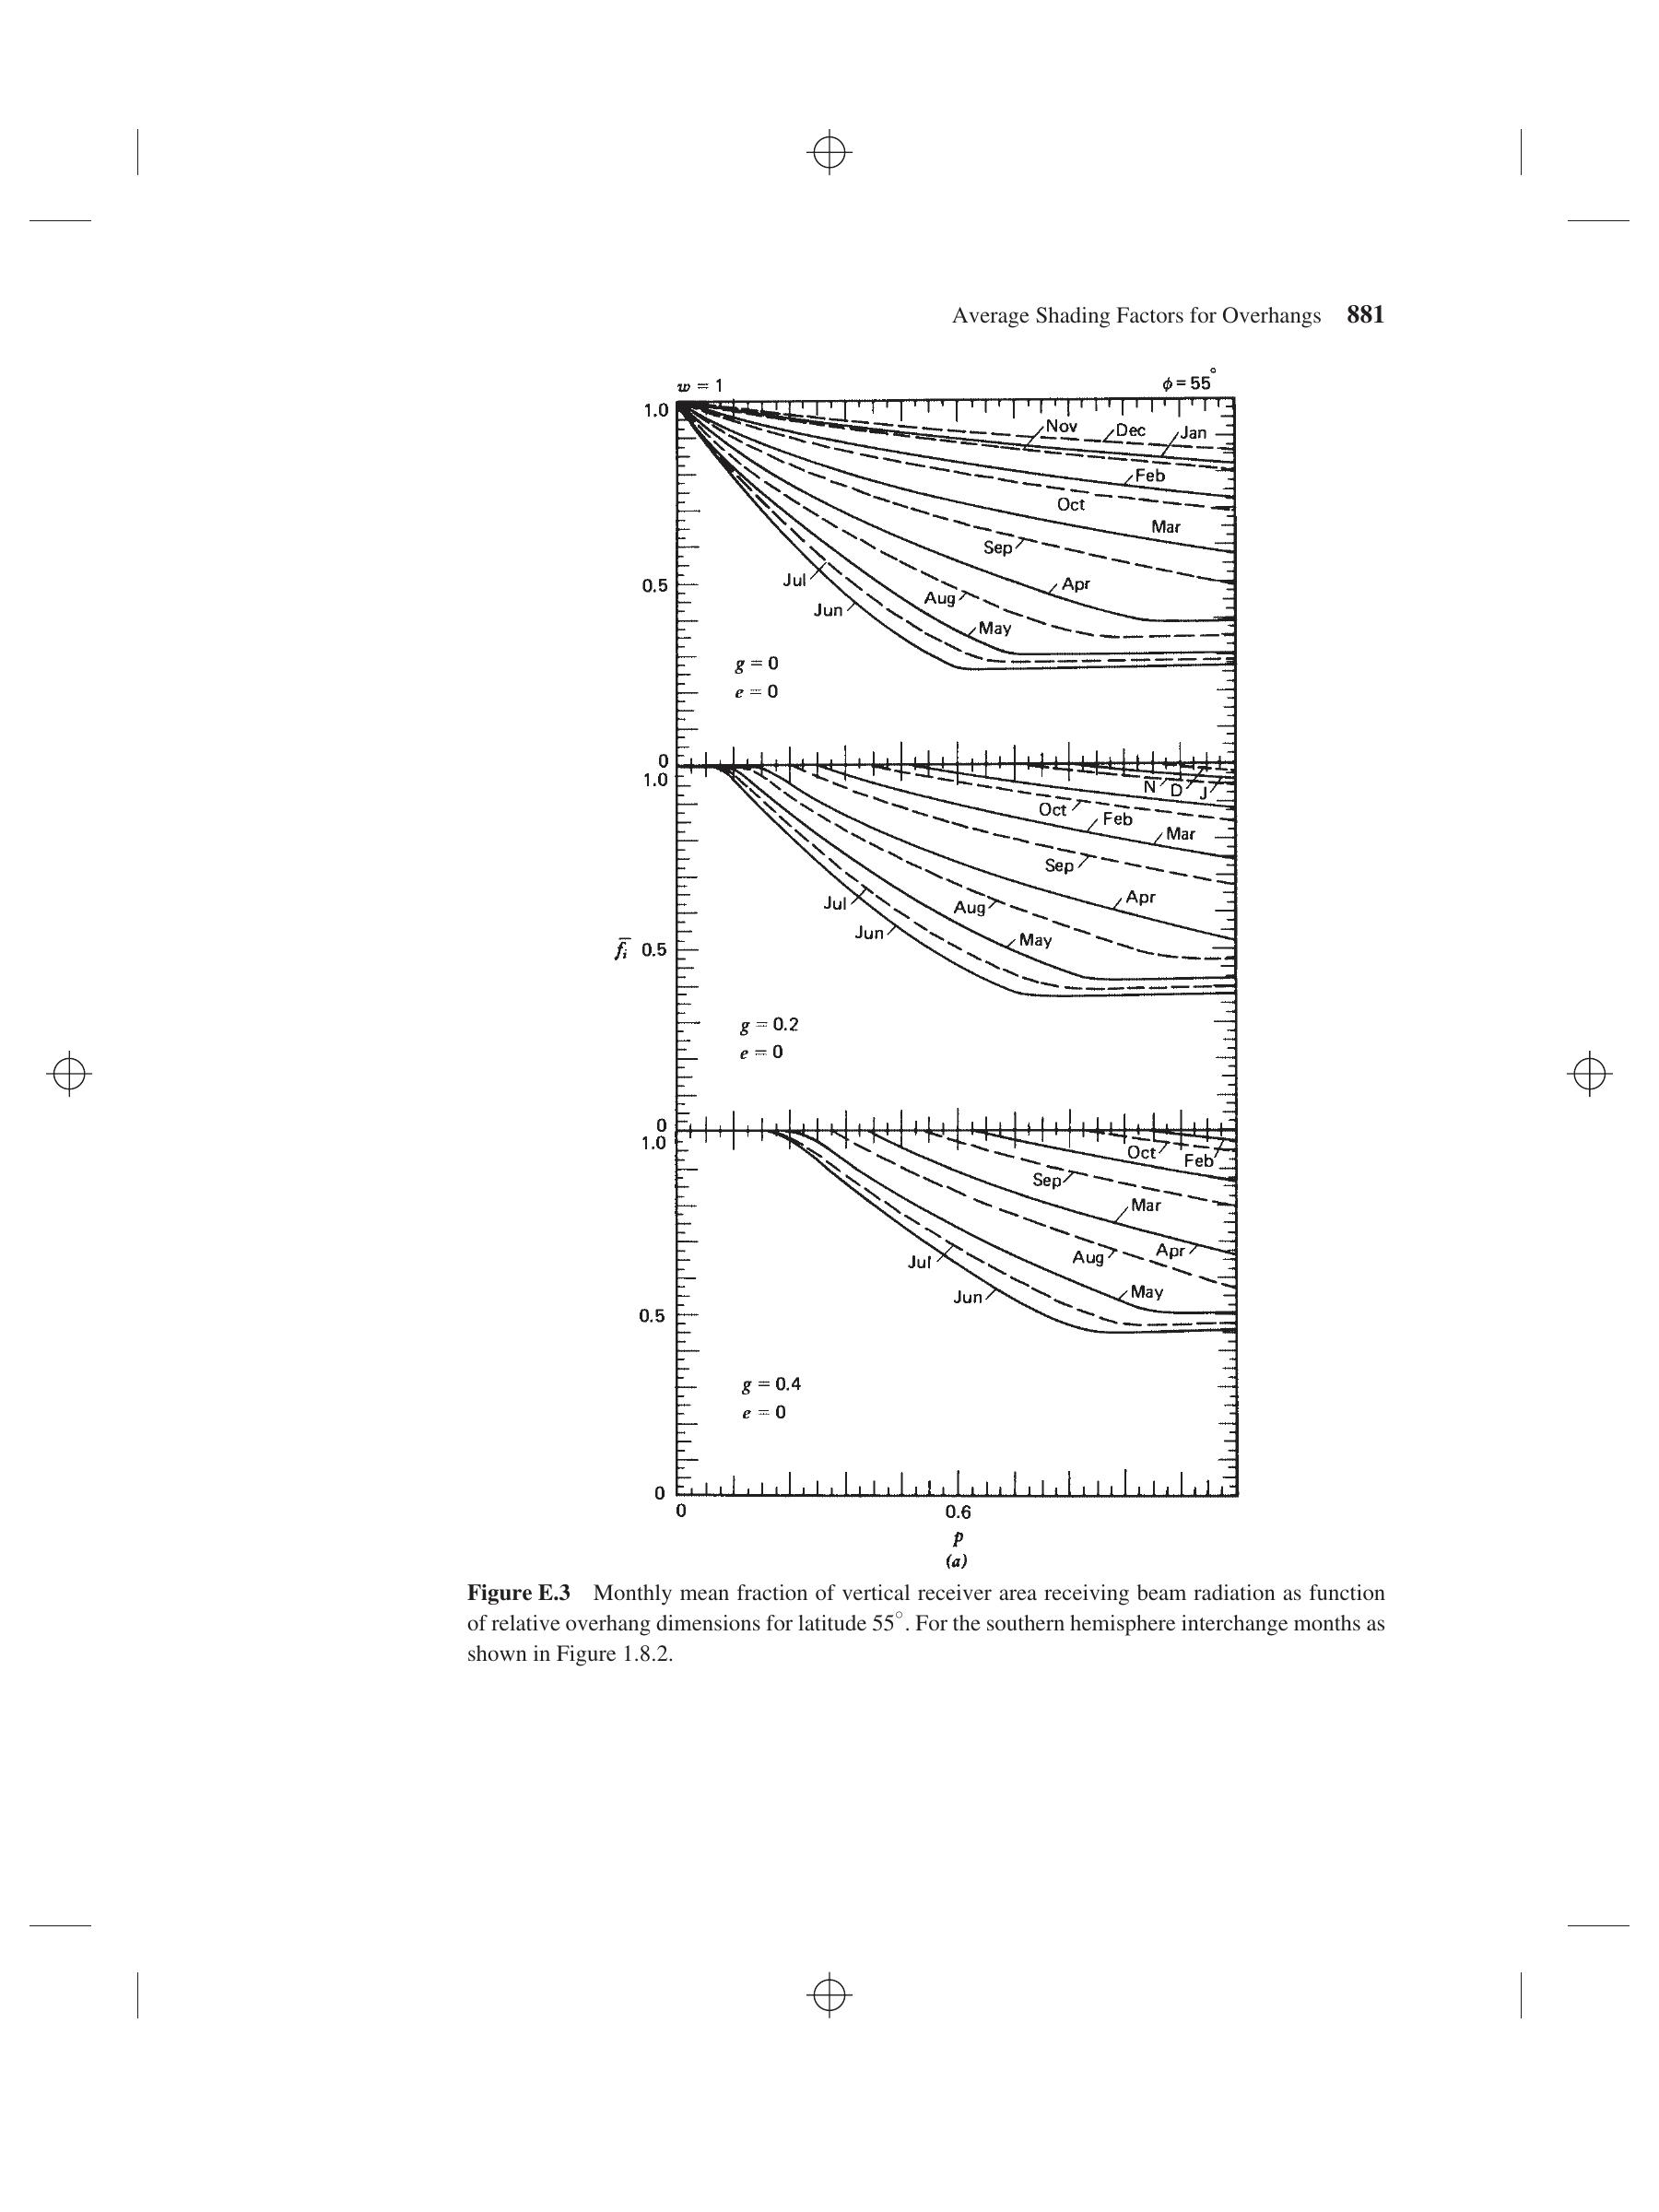 Average Shading Factors for Overhangs 881
w = 1
ϕ = 55°
1.0
Nov
Dec
Jan
Feb
Oct
Mar
Sep
0.5
Jul
Apr
Aug
Jun
May
g = 0
e = 0
0
1.0
N
D
J
Oct
Feb
Mar
Sep
Apr
Jul
Aug
Jun
May
f̄i 0.5
g = 0.2
e = 0
0
1.0
Oct
Feb
Sep
Mar
Apr
Aug
Jul
May
Jun
0.5
g = 0.4
e = 0
0
0
0.6
p
(a)
Figure E.3 Monthly mean fraction of vertical receiver area receiving beam radiation as function
of relative overhang dimensions for latitude 55°. For the southern hemisphere interchange months as
shown in Figure 1.8.2.